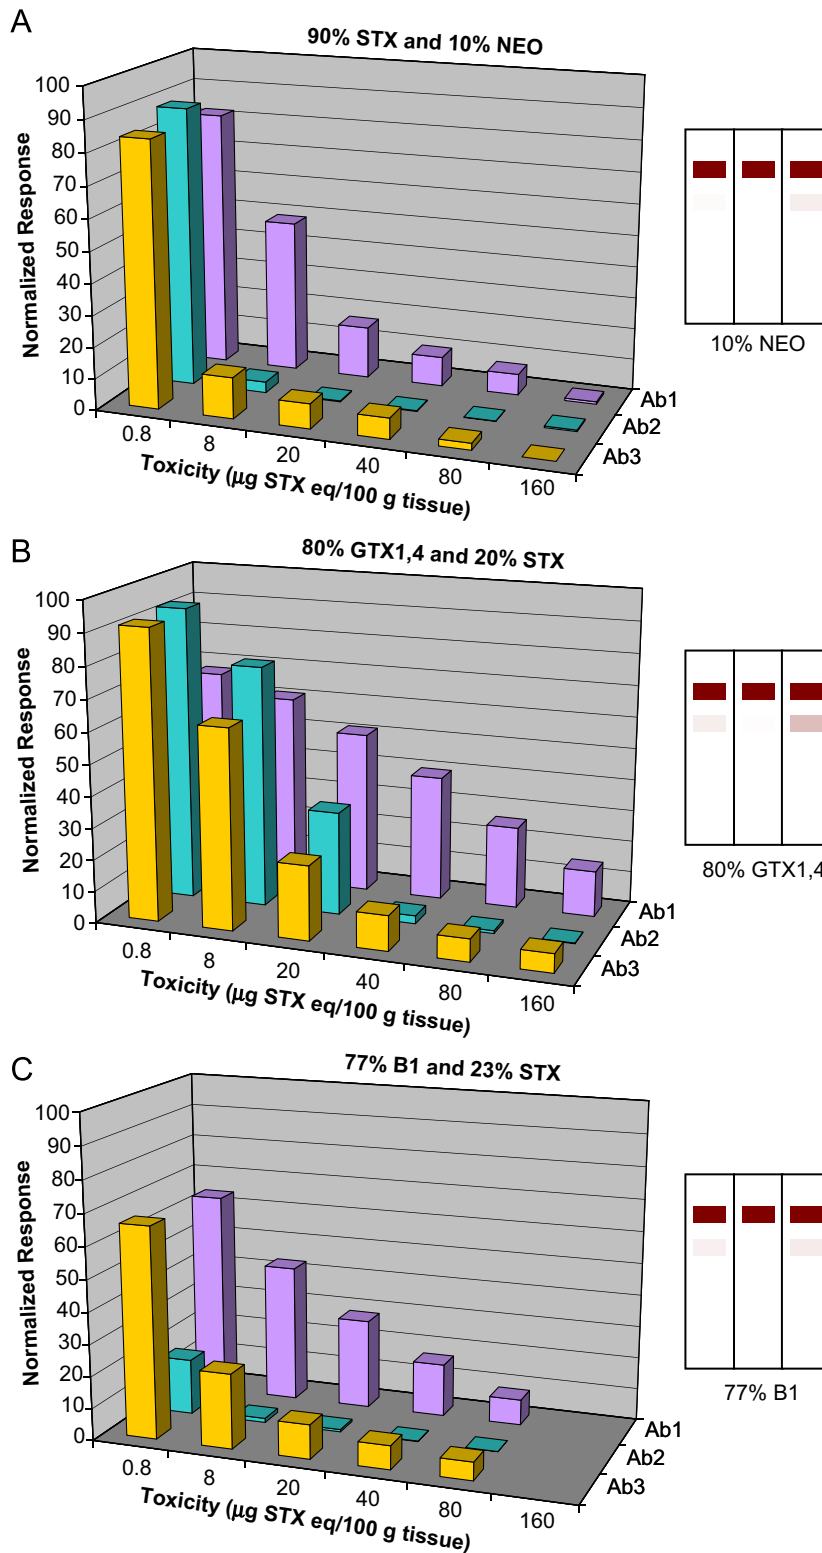 A
90% STX and 10% NEO
Normalized Response
100
90
80
70
60
50
40
30
20
10
0
0.8
8
20
40
80
160
Toxicity (μg STX eq/100 g tissue)
Ab1
Ab2
Ab3
10% NEO
B
80% GTX1,4 and 20% STX
Normalized Response
100
90
80
70
60
50
40
30
20
10
0
0.8
8
20
40
80
160
Toxicity (μg STX eq/100 g tissue)
Ab1
Ab2
Ab3
80% GTX1,4
C
77% B1 and 23% STX
Normalized Response
100
90
80
70
60
50
40
30
20
10
0
0.8
8
20
40
80
160
Toxicity (μg STX eq/100 g tissue)
Ab1
Ab2
Ab3
77% B1